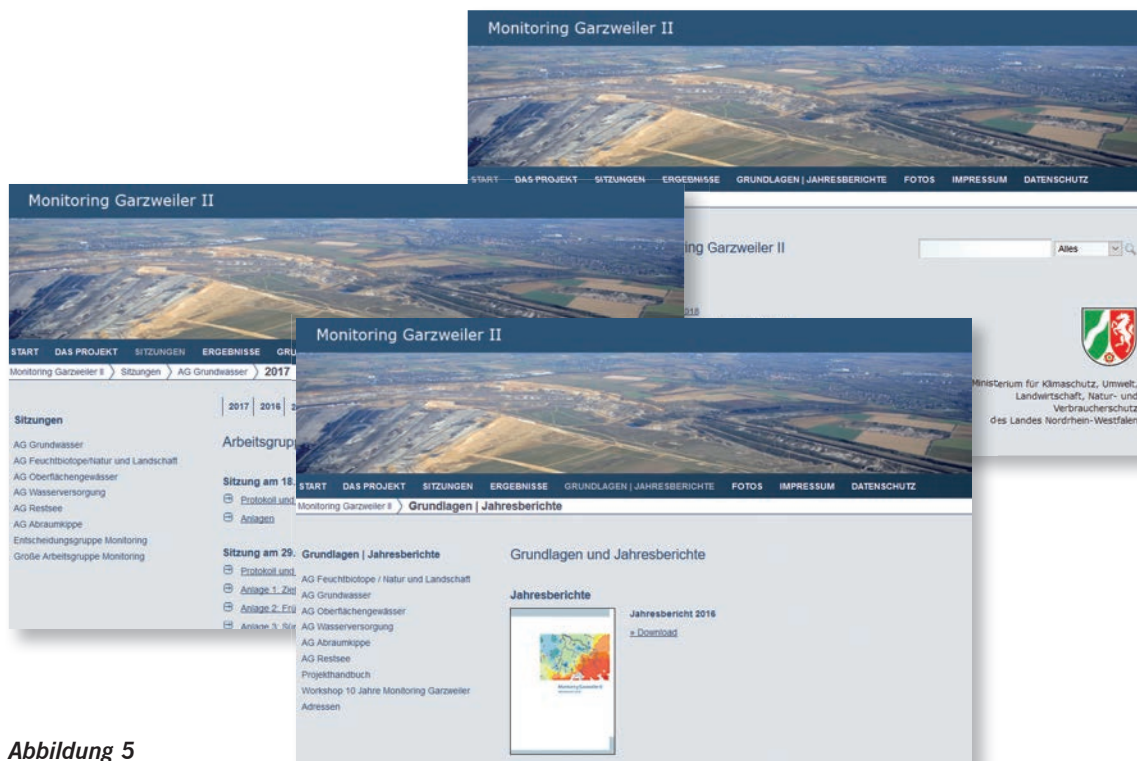 Monitoring Garzweiler II
START DAS PROJEKT SITZUNGEN ERGEBNISSE GRUNDLAGEN | JAHRESBERICHTE FOTOS IMPRESSUM DATENSCHUTZ
Garzweiler II
Alles
Ministerium für Klimaschutz, Umwelt,
Landwirtschaft, Natur- und
Verbraucherschutz
des Landes Nordrhein-Westfalen
Monitoring Garzweiler II
START DAS PROJEKT SITZUNGEN ERGEBNISSE
Monitoring Garzweiler II Sitzungen AG Grundwasser 2017
2017 2016
Sitzungen
AG Grundwasser
AG Feuchtbiotope/Natur und Landschaft
AG Oberflächengewässer
AG Wasserversorgung
AG Restsee
AG Abraumkippe
Entscheidungsgruppe Monitoring
Große Arbeitsgruppe Monitoring
Arbeitsgrupp
Sitzung am 18.
Protokoll und
Anlagen
Sitzung am 29.
Protokoll und
Anlage 1:
Anlage 2:
Anlage 3:
Monitoring Garzweiler II
START DAS PROJEKT SITZUNGEN ERGEBNISSE GRUNDLAGEN | JAHRESBERICHTE FOTOS IMPRESSUM DATENSCHUTZ
Monitoring Garzweiler II Grundlagen | Jahresberichte
Grundlagen | Jahresberichte
AG Feuchtbiotope / Natur und Landschaft
AG Grundwasser
AG Oberflächengewässer
AG Wasserversorgung
AG Abraumkippe
AG Restsee
Projekthandbuch
Workshop 10 Jahre Monitoring Garzweiler
Adressen
Grundlagen und Jahresberichte
Jahresberichte
Jahresbericht 2016
» Download
Abbildung 5